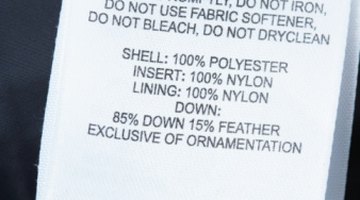 DO NOT IRON,
DO NOT USE FABRIC SOFTENER,
DO NOT BLEACH, DO NOT DRYCLEAN
SHELL: 100% POLYESTER
INSERT: 100% NYLON
LINING: 100% NYLON
DOWN:
85% DOWN 15% FEATHER
EXCLUSIVE OF ORNAMENTATION